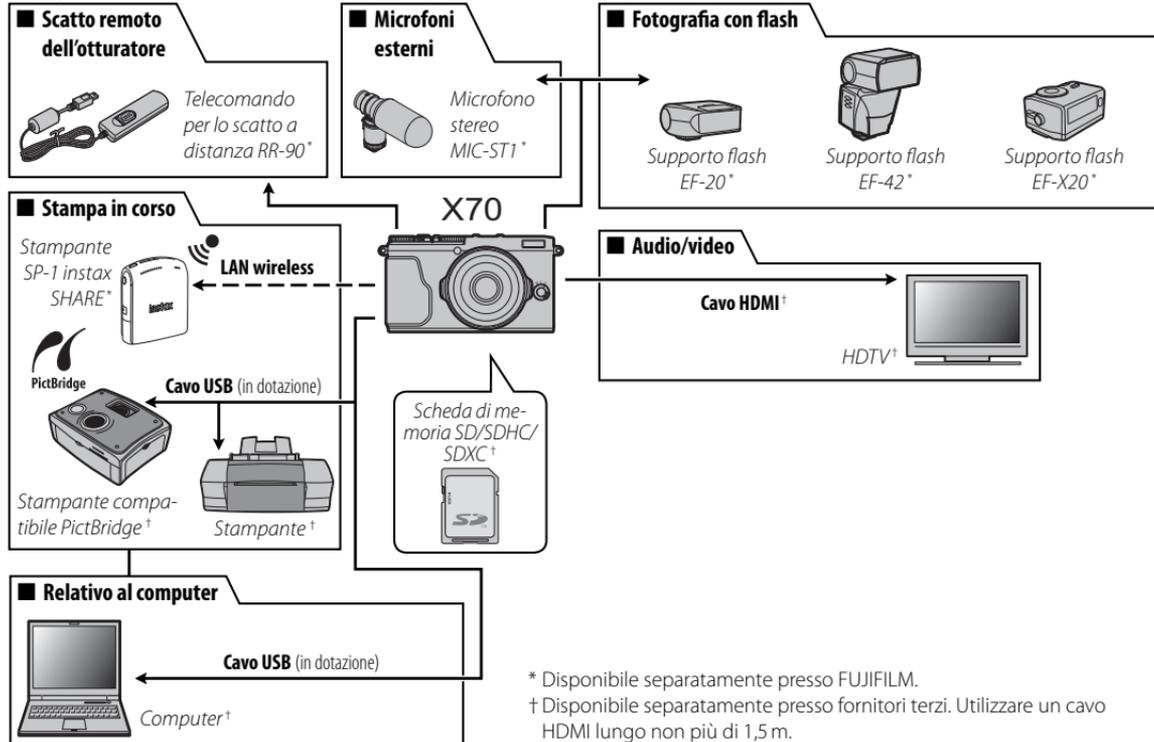 ■ Scatto remoto
dell’otturatore
Telecomando
per lo scatto a
distanza RR-90*
■ Microfoni
esterni
Microfono
stereo
MIC-ST1*
■ Fotografia con flash
Supporto flash
EF-20*
Supporto flash
EF-42*
Supporto flash
EF-X20*
■ Stampa in corso
Stampante
SP-1 instax
SHARE*
instax
LAN wireless
PictBridge
Cavo USB (in dotazione)
Stampante compa-
tibile PictBridge†
Stampante†
X70
Scheda di me-
moria SD/SDHC/
SDXC†
SD
■ Audio/video
Cavo HDMI†
HDTV†
■ Relativo al computer
Cavo USB (in dotazione)
Computer†
* Disponibile separatamente presso FUJIFILM.
† Disponibile separatamente presso fornitori terzi. Utilizzare un cavo
HDMI lungo non più di 1,5 m.